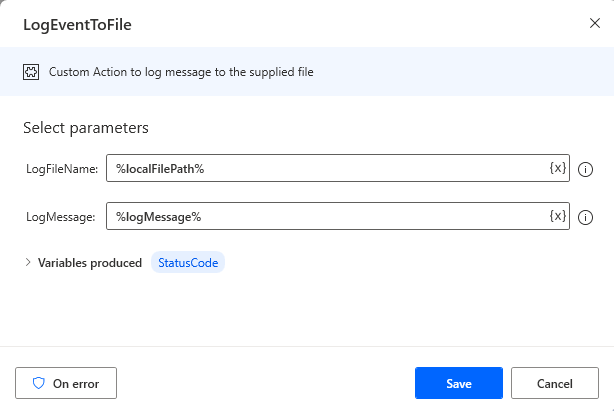 LogEventToFile
Custom Action to log message to the supplied file
Select parameters
LogFileName: %localFilePath% {x}
LogMessage: %logMessage% {x}
Variables produced StatusCode
On error Save Cancel